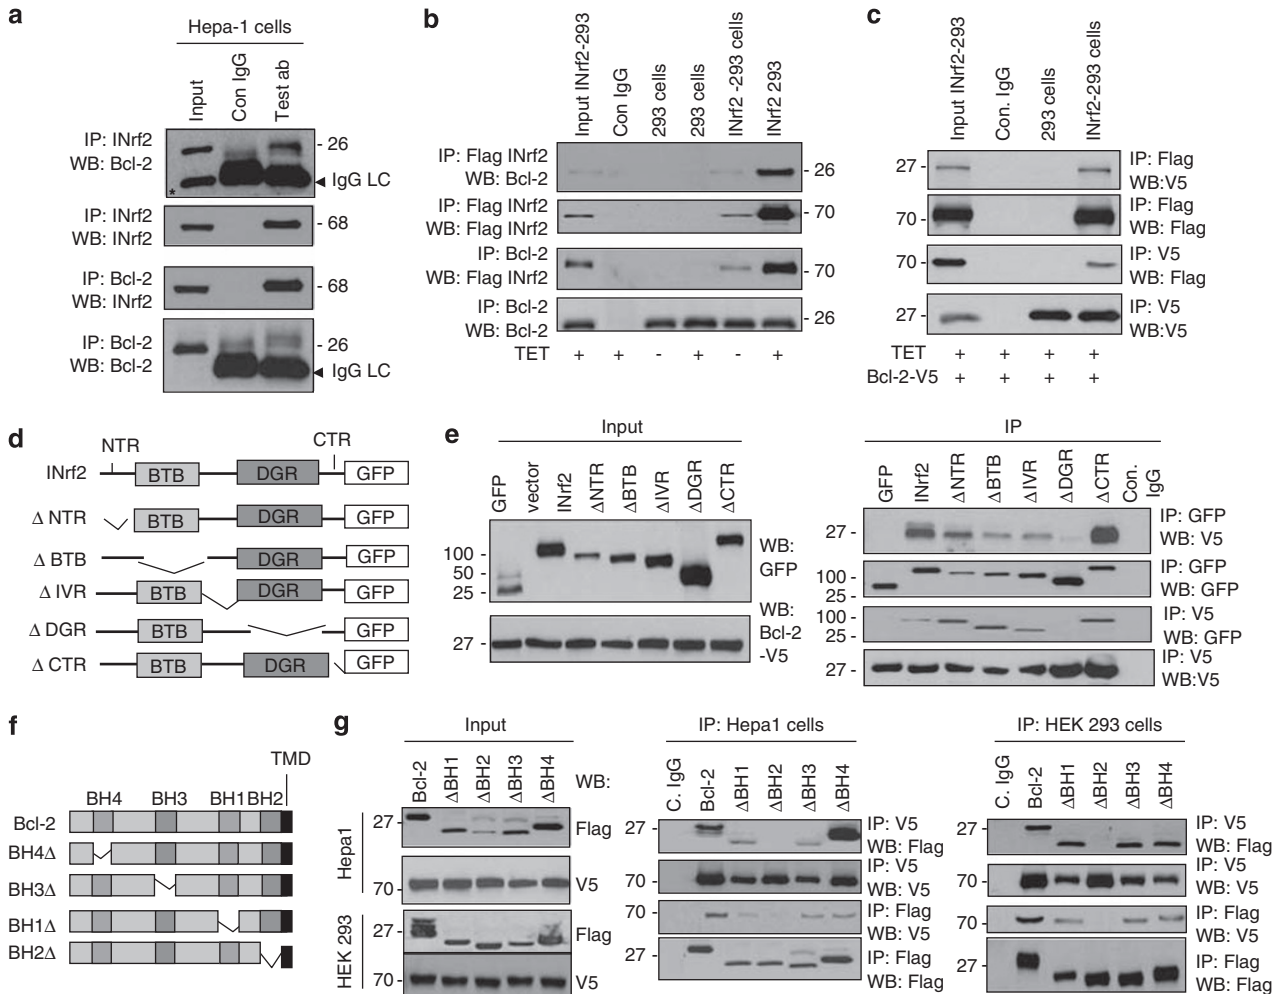 a
Hepa-1 cells
Input
Con IgG
Test ab
IP: INrf2
WB: Bcl-2
- 26
IgG LC
*
IP: INrf2
WB: INrf2
- 68
IP: Bcl-2
WB: INrf2
- 68
IP: Bcl-2
WB: Bcl-2
- 26
IgG LC
b
Input INrf2-293
Con IgG
293 cells
293 cells
INrf2 -293 cells
INrf2 293
IP: Flag INrf2
WB: Bcl-2
- 26
IP: Flag INrf2
WB: Flag INrf2
- 70
IP: Bcl-2
WB: Flag INrf2
- 70
IP: Bcl-2
WB: Bcl-2
- 26
TET + + - + - +
c
Input INrf2-293
Con. IgG
293 cells
INrf2-293 cells
27 -
IP: Flag
WB:V5
70 -
IP: Flag
WB: Flag
70 -
IP: V5
WB: Flag
27 -
IP: V5
WB:V5
TET + + + +
Bcl-2-V5 + + + +
d
NTR
CTR
INrf2 BTB DGR GFP
Δ NTR BTB DGR GFP
Δ BTB DGR GFP
Δ IVR BTB DGR GFP
Δ DGR BTB GFP
Δ CTR BTB DGR GFP
e
Input
GFP
vector
INrf2
ΔNTR
ΔBTB
ΔIVR
ΔDGR
ΔCTR
100 -
50 -
25 -
WB:
GFP
27 -
WB:
Bcl-2
-V5
IP
GFP
INrf2
ΔNTR
ΔBTB
ΔIVR
ΔDGR
ΔCTR
Con.
IgG
27 -
IP: GFP
WB: V5
100 -
25 -
IP: GFP
WB: GFP
100 -
25 -
IP: V5
WB: GFP
27 -
IP: V5
WB:V5
f
TMD
BH4 BH3 BH1 BH2
Bcl-2
BH4Δ
BH3Δ
BH1Δ
BH2Δ
g
Input
Bcl-2
ΔBH1
ΔBH2
ΔBH3
ΔBH4
WB:
Hepa1
27 -
Flag
70 -
V5
HEK 293
27 -
Flag
70 -
V5
IP: Hepa1 cells
C. IgG
Bcl-2
ΔBH1
ΔBH2
ΔBH3
ΔBH4
27 -
IP: V5
WB: Flag
70 -
IP: V5
WB: V5
70 -
IP: Flag
WB: V5
27 -
IP: Flag
WB: Flag
IP: HEK 293 cells
C. IgG
Bcl-2
ΔBH1
ΔBH2
ΔBH3
ΔBH4
27 -
IP: V5
WB: Flag
70 -
IP: V5
WB: V5
70 -
IP: Flag
WB: V5
27 -
IP: Flag
WB: Flag